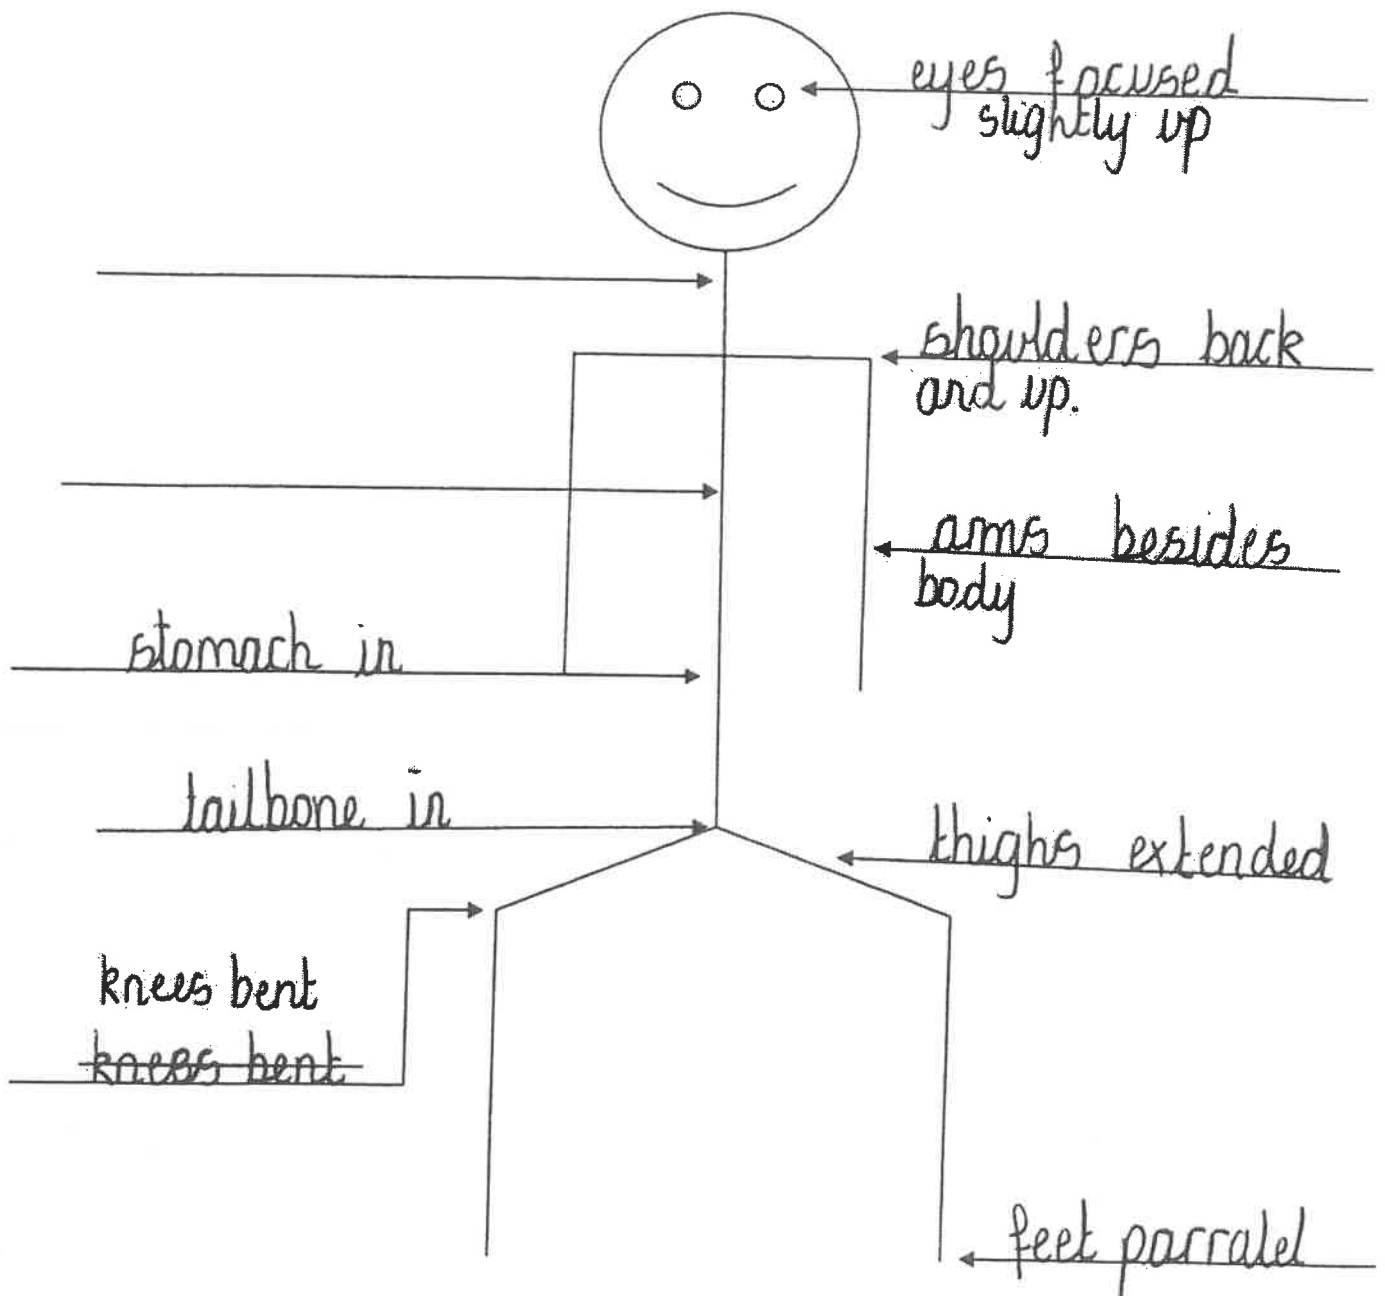 eyes focused
slightly up
shoulders back
and up.
arms besides
body
stomach in
tailbone in
thighs extended
knees bent
knees bent
feet parralel